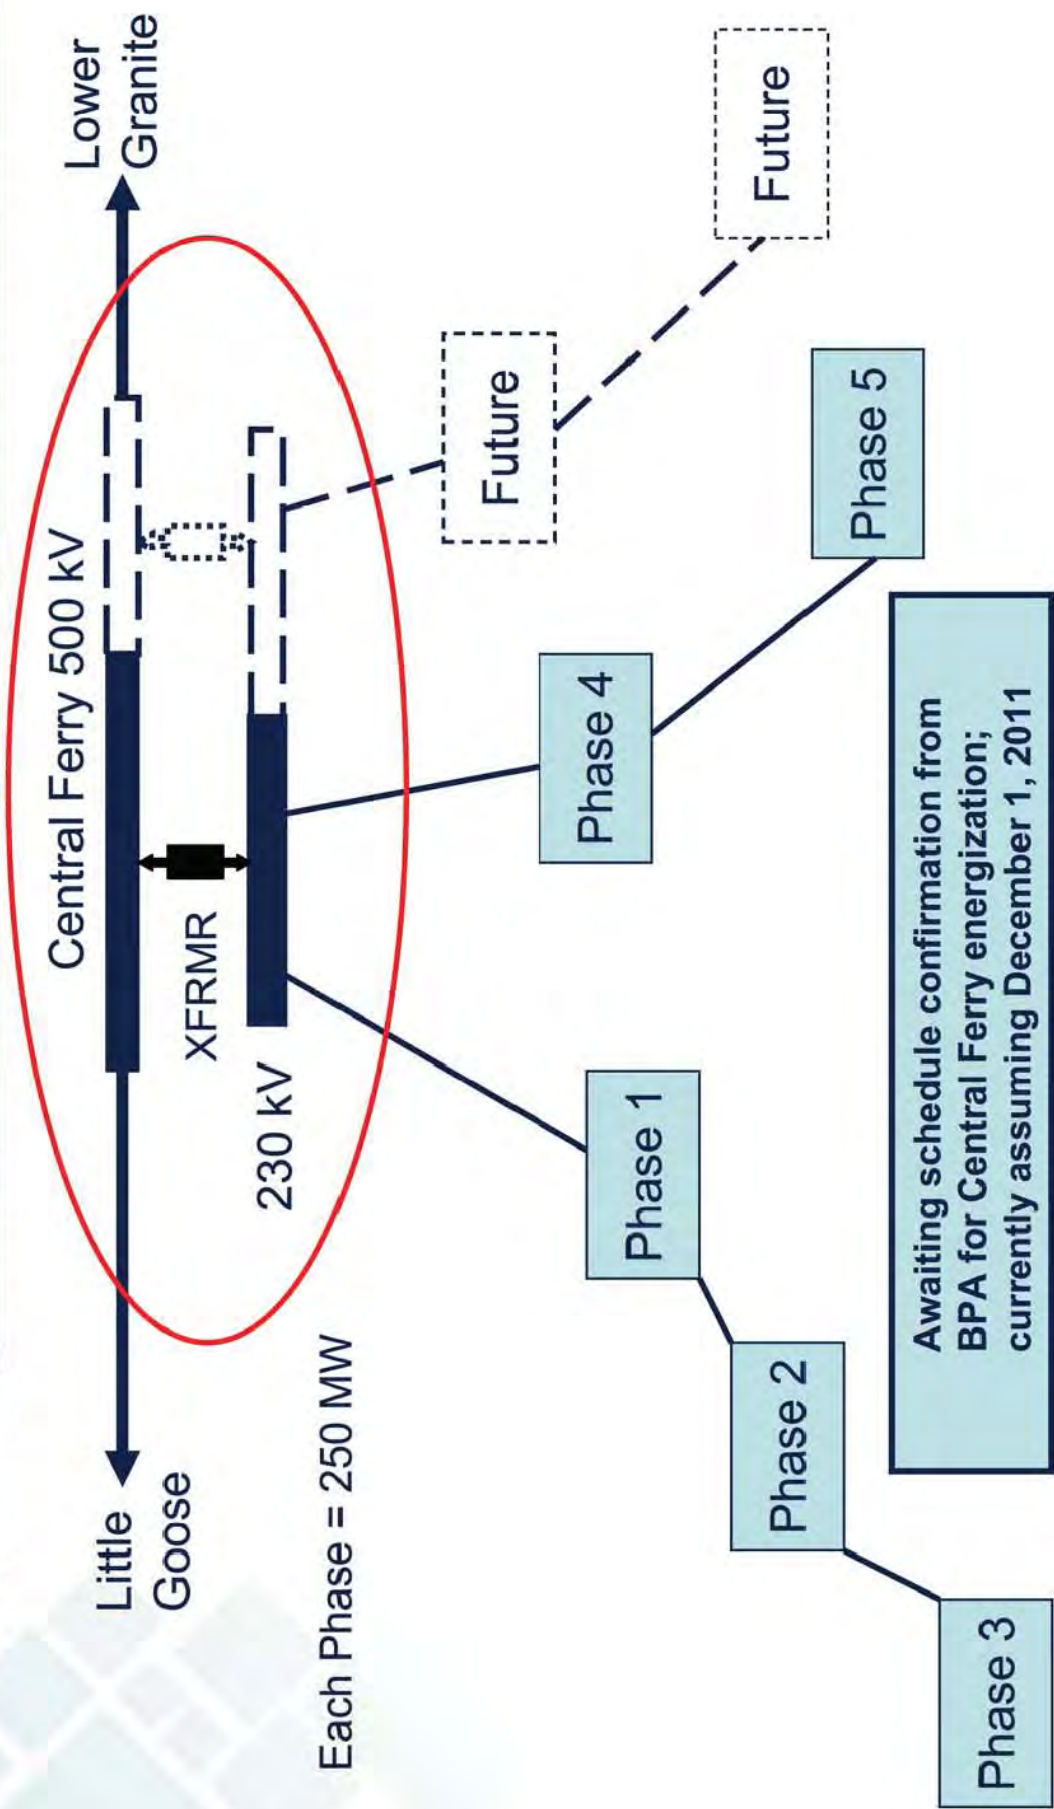 Central Ferry 500 kV
Little
Goose
Lower
Granite
XFRMR
230 kV
Each Phase = 250 MW
Phase 1
Phase 2
Phase 3
Phase 4
Phase 5
Future
Future
Awaiting schedule confirmation from
BPA for Central Ferry energization;
currently assuming December 1, 2011